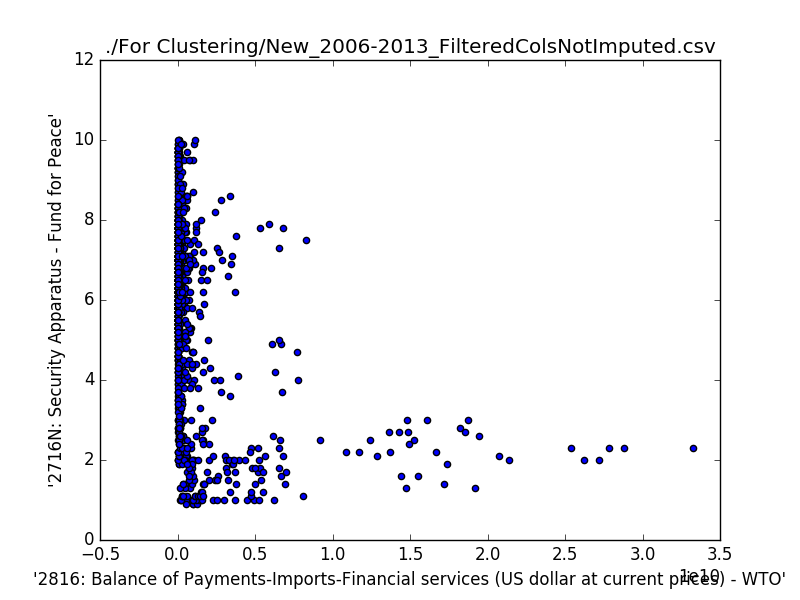 ./For Clustering/New_2006-2013_FilteredColsNotImputed.csv
12
10
8
6
4
2
0
'2716N: Security Apparatus - Fund for Peace'
−0.5 0.0 0.5 1.0 1.5 2.0 2.5 3.0 3.5
1e10
'2816: Balance of Payments-Imports-Financial services (US dollar at current prices) - WTO'